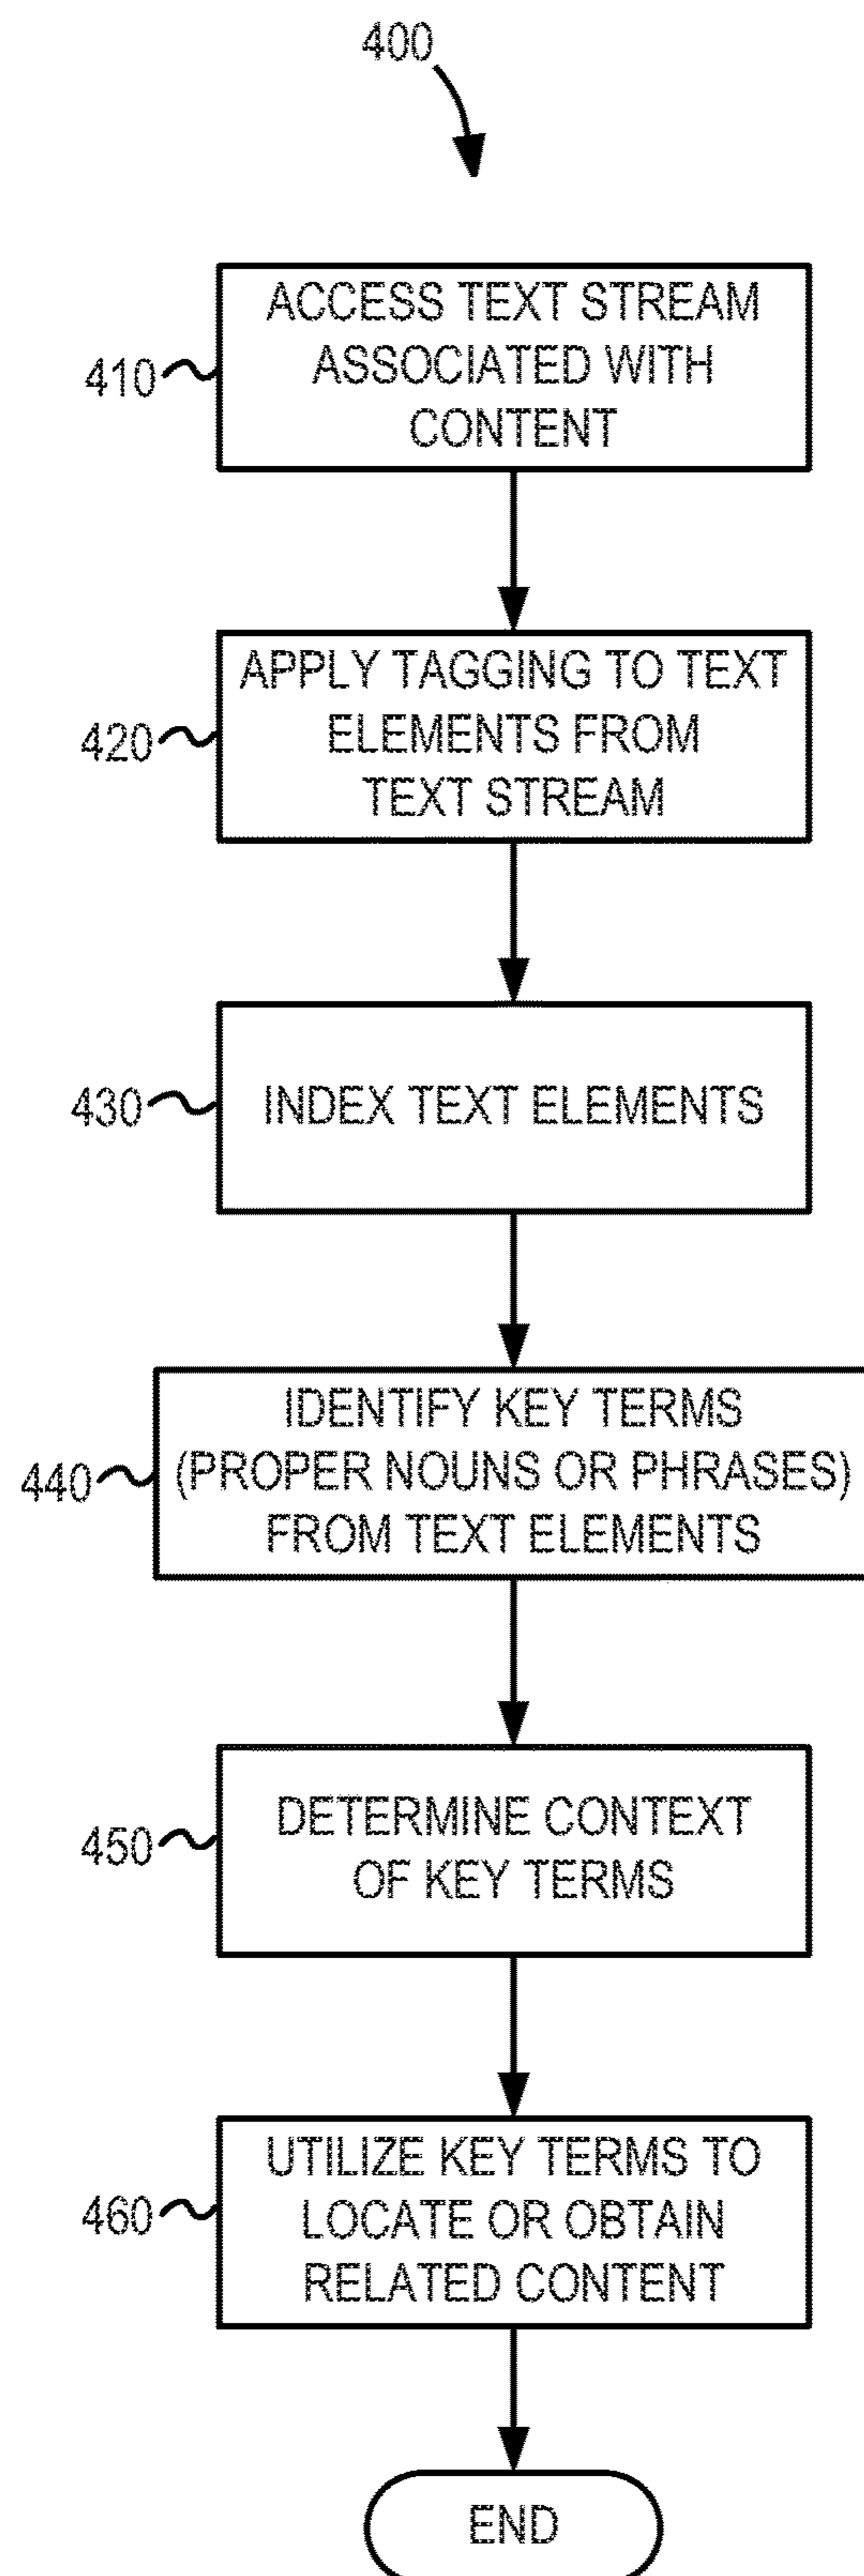 400
410
ACCESS TEXT STREAM
ASSOCIATED WITH
CONTENT
420
APPLY TAGGING TO TEXT
ELEMENTS FROM
TEXT STREAM
430
INDEX TEXT ELEMENTS
440
IDENTIFY KEY TERMS
(PROPER NOUNS OR PHRASES)
FROM TEXT ELEMENTS
450
DETERMINE CONTEXT
OF KEY TERMS
460
UTILIZE KEY TERMS TO
LOCATE OR OBTAIN
RELATED CONTENT
END